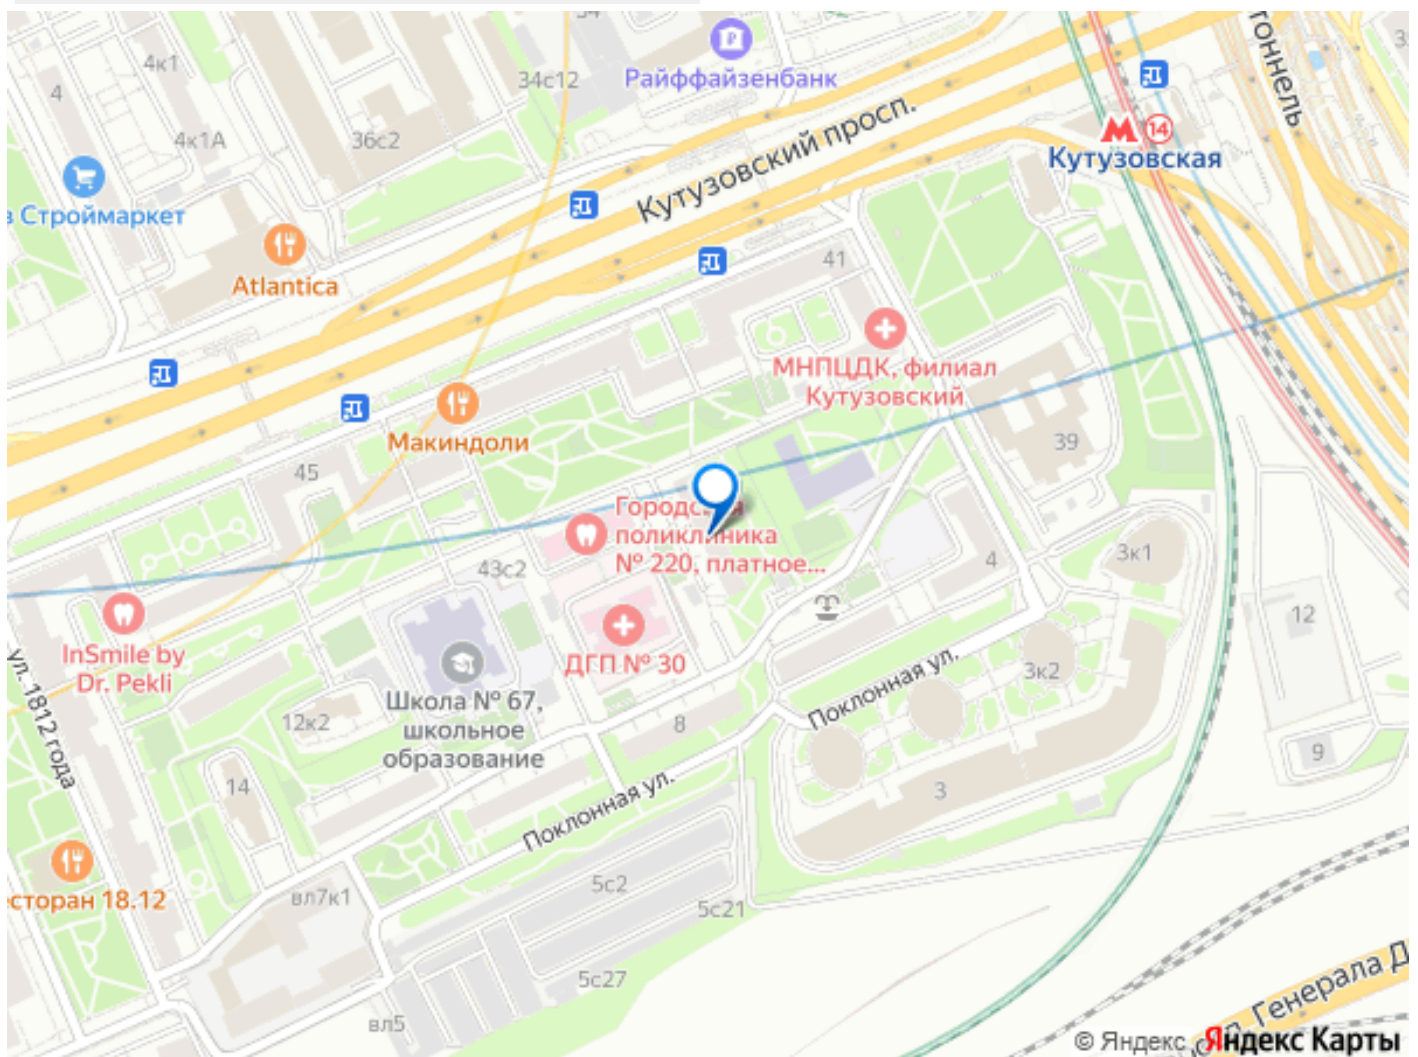 4к1
4
34с12
Райффайзенбанк
тоннель
4к1А
36с2
Кутузовский просп.
14
Кутузовская
в Строймаркет
Atlantica
41
МНПЦДК, филиал
Кутузовский
Макиндоли
45
39
Городская
поликлиника
№ 220, платное...
43с2
4
3к1
12
InSmile by
Dr. Pekli
ДГП № 30
ул. 1812 года
Школа № 67,
школьное
образование
12к2
8
Поклонная ул.
3к2
14
9
3
Поклонная ул.
5с2
вл7к1
5с21
5с27
вл5
Генерала Д
© Яндекс Яндекс Карты